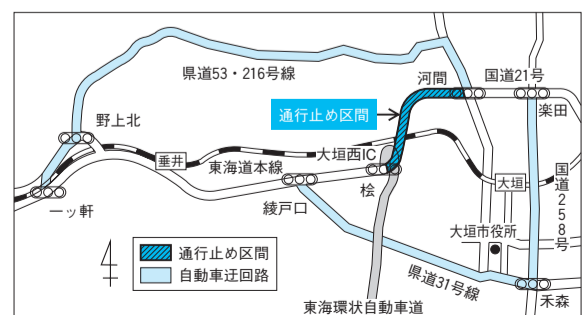 県道53・216号線
河間
国道21号
通行止め区間
楽田
野上北
垂井
東海道本線
大垣西IC
大垣
国道258号
一ッ軒
綾戸口
桧
大垣市役所
通行止め区間
自動車迂回路
県道31号線
禾森
東海環状自動車道